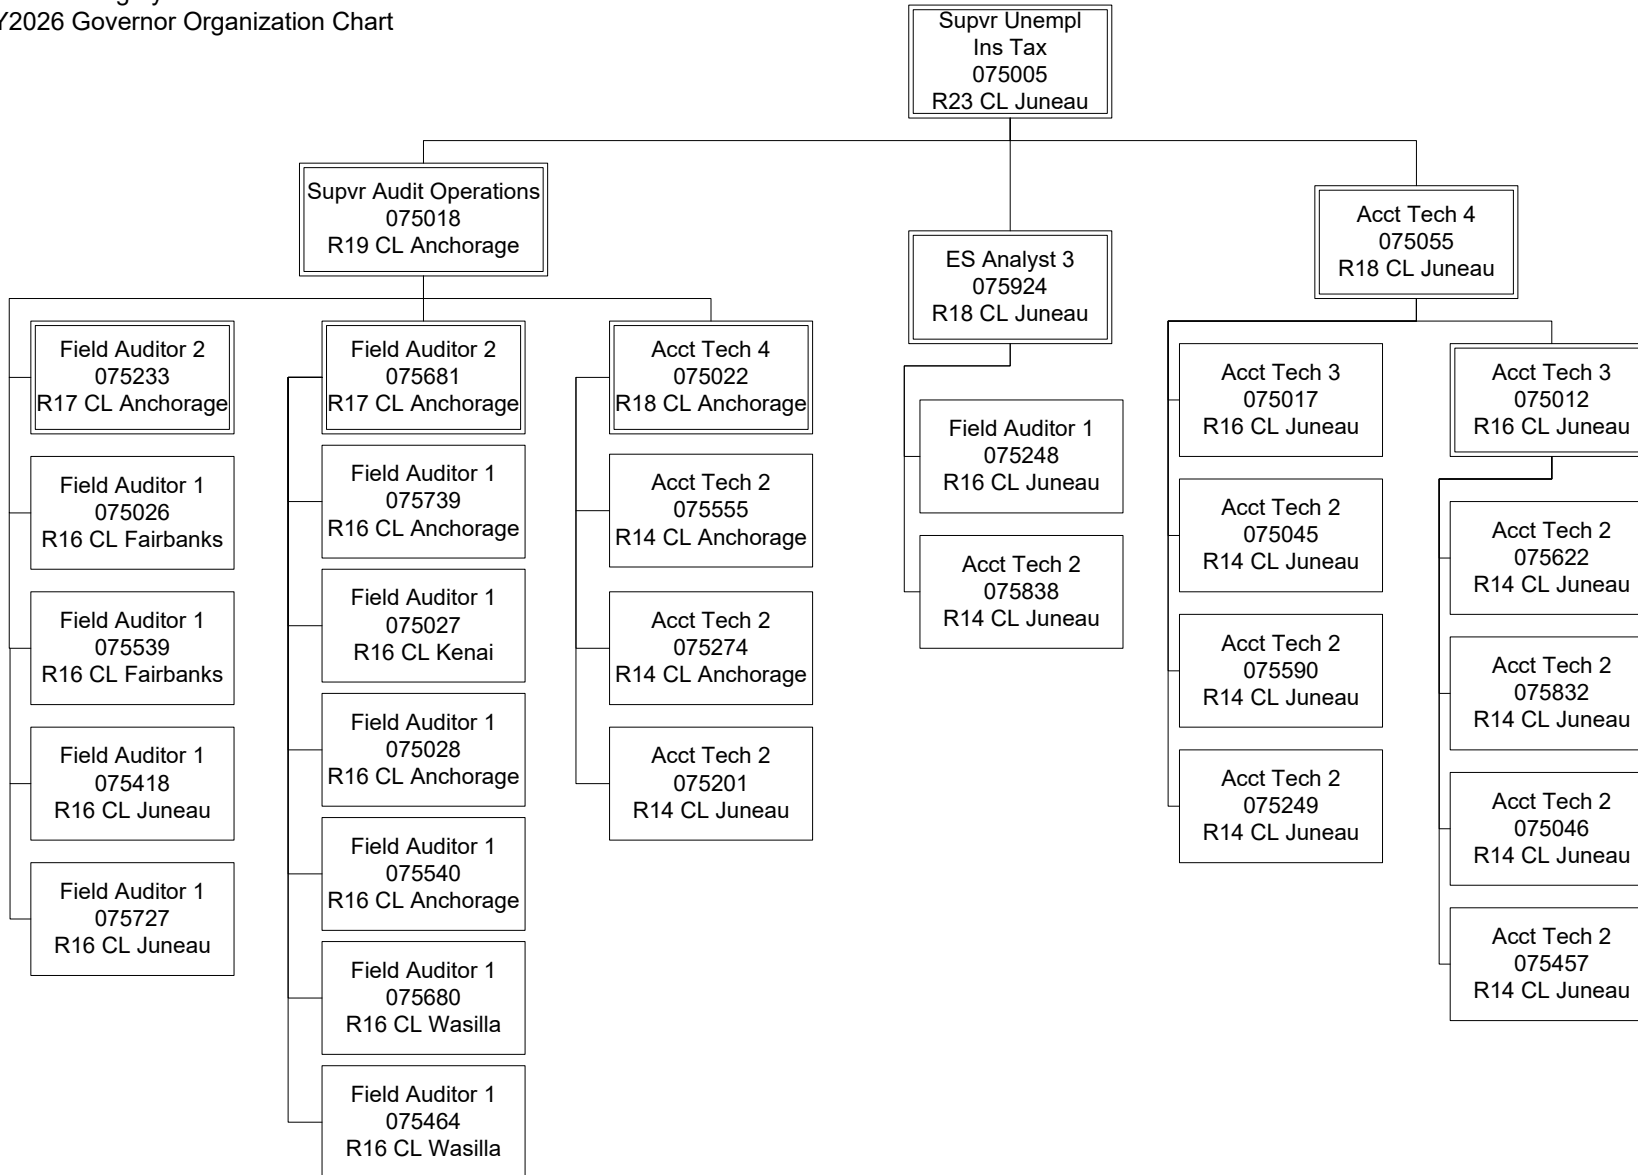 Y2026 Governor Organization Chart
Supvr Unempl
Ins Tax
075005
R23 CL Juneau
Supvr Audit Operations
075018
R19 CL Anchorage
ES Analyst 3
075924
R18 CL Juneau
Acct Tech 4
075055
R18 CL Juneau
Field Auditor 2
075233
R17 CL Anchorage
Field Auditor 1
075026
R16 CL Fairbanks
Field Auditor 1
075539
R16 CL Fairbanks
Field Auditor 1
075418
R16 CL Juneau
Field Auditor 1
075727
R16 CL Juneau
Field Auditor 2
075681
R17 CL Anchorage
Field Auditor 1
075739
R16 CL Anchorage
Field Auditor 1
075027
R16 CL Kenai
Field Auditor 1
075028
R16 CL Anchorage
Field Auditor 1
075540
R16 CL Anchorage
Field Auditor 1
075680
R16 CL Wasilla
Field Auditor 1
075464
R16 CL Wasilla
Acct Tech 4
075022
R18 CL Anchorage
Acct Tech 2
075555
R14 CL Anchorage
Acct Tech 2
075274
R14 CL Anchorage
Acct Tech 2
075201
R14 CL Juneau
Field Auditor 1
075248
R16 CL Juneau
Acct Tech 2
075838
R14 CL Juneau
Acct Tech 3
075017
R16 CL Juneau
Acct Tech 2
075045
R14 CL Juneau
Acct Tech 2
075590
R14 CL Juneau
Acct Tech 2
075249
R14 CL Juneau
Acct Tech 3
075012
R16 CL Juneau
Acct Tech 2
075622
R14 CL Juneau
Acct Tech 2
075832
R14 CL Juneau
Acct Tech 2
075046
R14 CL Juneau
Acct Tech 2
075457
R14 CL Juneau